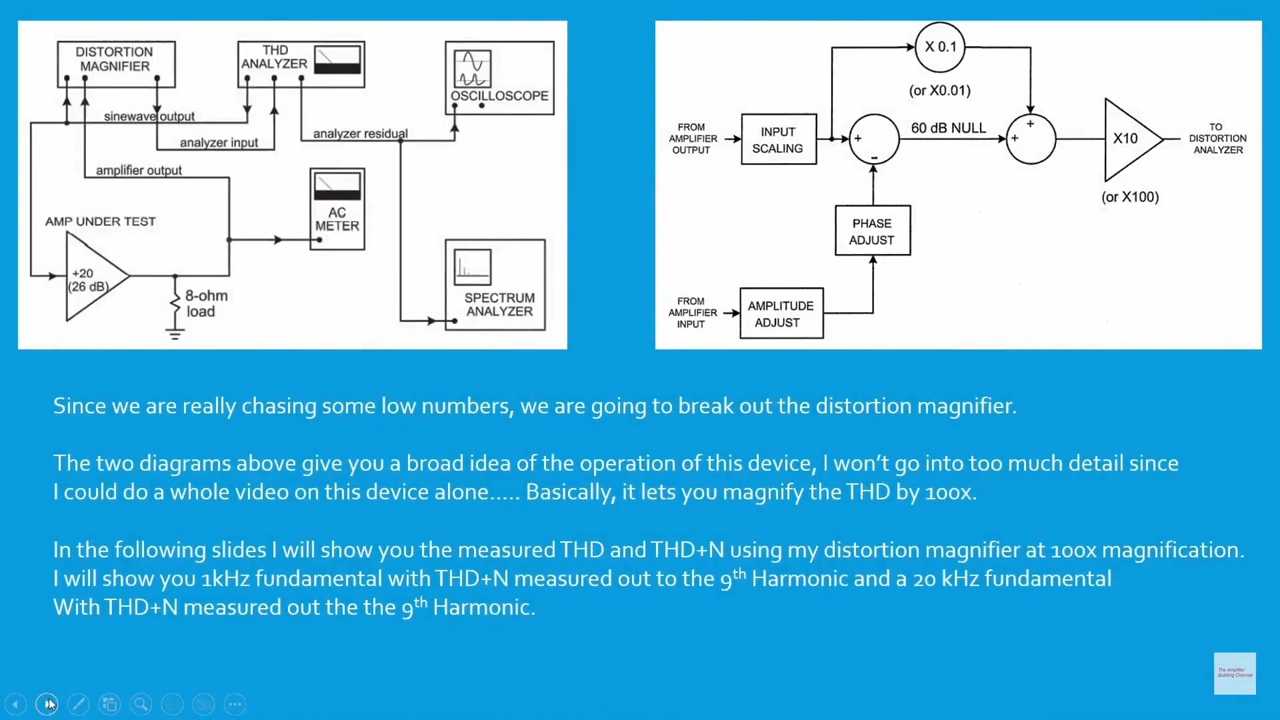 DISTORTION
MAGNIFIER
THD
ANALYZER
OSCILLOSCOPE
sinewave output
analyzer input
analyzer residual
amplifier output
AC
METER
AMP UNDER TEST
+20
(26 dB)
8-ohm
load
SPECTRUM
ANALYZER
X 0.1
(or X0.01)
FROM
AMPLIFIER
OUTPUT
INPUT
SCALING
+
-
60 dB NULL
+
+
X10
(or X100)
TO
DISTORTION
ANALYZER
PHASE
ADJUST
FROM
AMPLIFIER
INPUT
AMPLITUDE
ADJUST
Since we are really chasing some low numbers, we are going to break out the distortion magnifier.
The two diagrams above give you a broad idea of the operation of this device, I won't go into too much detail since
I could do a whole video on this device alone..... Basically, it lets you magnify the THD by 100x.
In the following slides I will show you the measured THD and THD+N using my distortion magnifier at 100x magnification.
I will show you 1kHz fundamental with THD+N measured out to the 9th Harmonic and a 20 kHz fundamental
With THD+N measured out the the 9th Harmonic.
The Amplifier
Building Channel